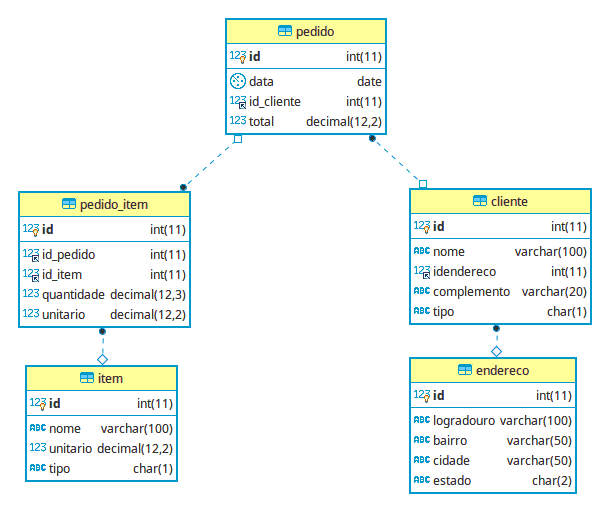 pedido
123 id int(11)
data date
123 id_cliente int(11)
123 total decimal(12,2)
pedido_item
123 id int(11)
123 id_pedido int(11)
123 id_item int(11)
123 quantidade decimal(12,3)
123 unitario decimal(12,2)
cliente
123 id int(11)
ABC nome varchar(100)
123 idendereco int(11)
ABC complemento varchar(20)
ABC tipo char(1)
item
123 id int(11)
ABC nome varchar(100)
123 unitario decimal(12,2)
ABC tipo char(1)
endereco
123 id int(11)
ABC logradouro varchar(100)
ABC bairro varchar(50)
ABC cidade varchar(50)
ABC estado char(2)